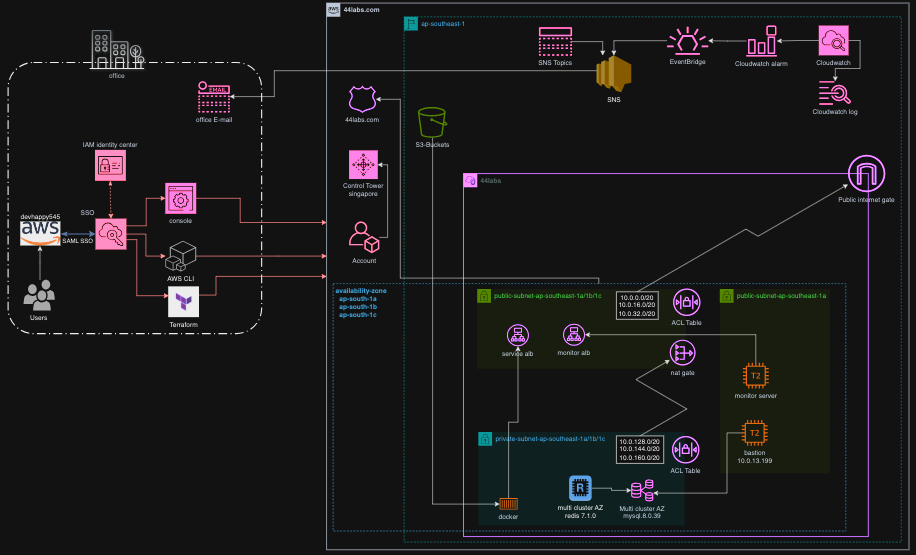 aws
44labs.com
ap-southeast-1
office
EMAIL
office E-mail
SNS Topics
SNS
EventBridge
Cloudwatch alarm
Cloudwatch
Cloudwatch log
44labs.com
S3-Buckets
IAM identity center
Control Tower
singapore
44labs
Public internet gate
devhappy545
aws
SSO
SAML SSO
console
Account
AWS CLI
Users
Terraform
availability-zone
ap-south-1a
ap-south-1b
ap-south-1c
public-subnet-ap-southeast-1a/1b/1c
10.0.0.0/20
10.0.16.0/20
10.0.32.0/20
ACL Table
public-subnet-ap-southeast-1a
service alb
monitor alb
nat gate
T2
monitor server
private-subnet-ap-southeast-1a/1b/1c
10.0.128.0/20
10.0.144.0/20
10.0.160.0/20
ACL Table
T2
bastion
10.0.13.199
docker
R
multi cluster AZ
redis 7.1.0
Multi cluster AZ
mysql.8.0.39